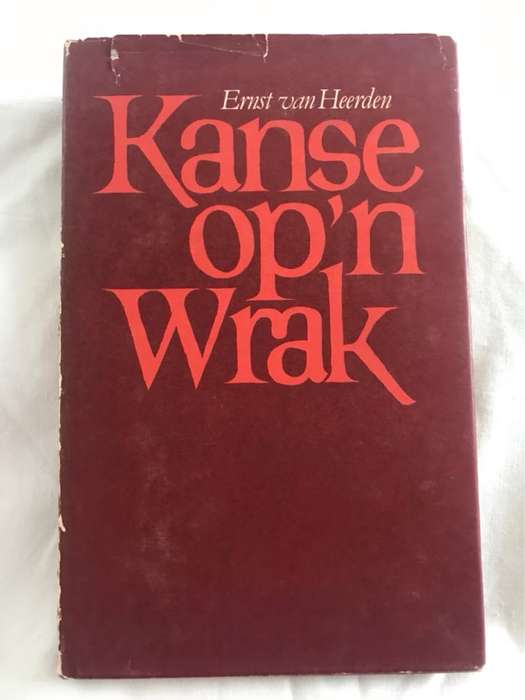 Ernst van Heerden
Kanse
op 'n
Wrak